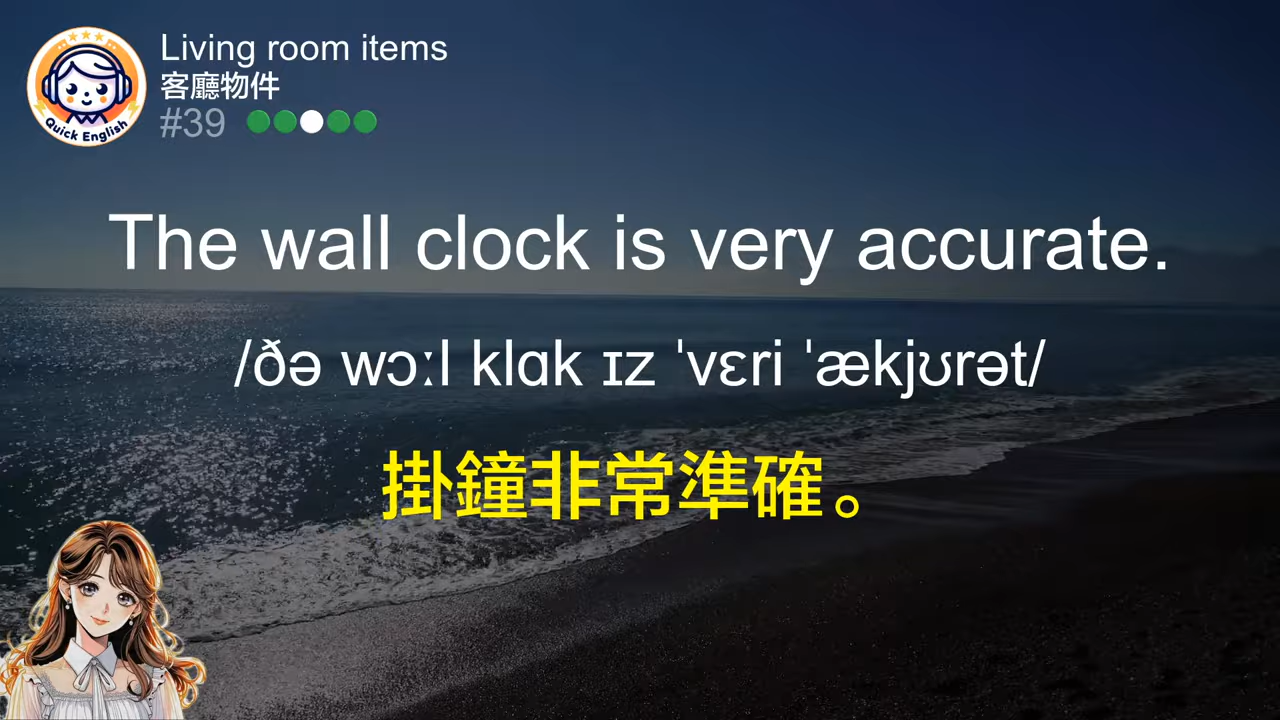 Quick English
Living room items
客廳物件
#39
The wall clock is very accurate.
/ðə wɔːl klɑk ɪz ˈvɛri ˈækjʊrət/
掛鐘非常準確。